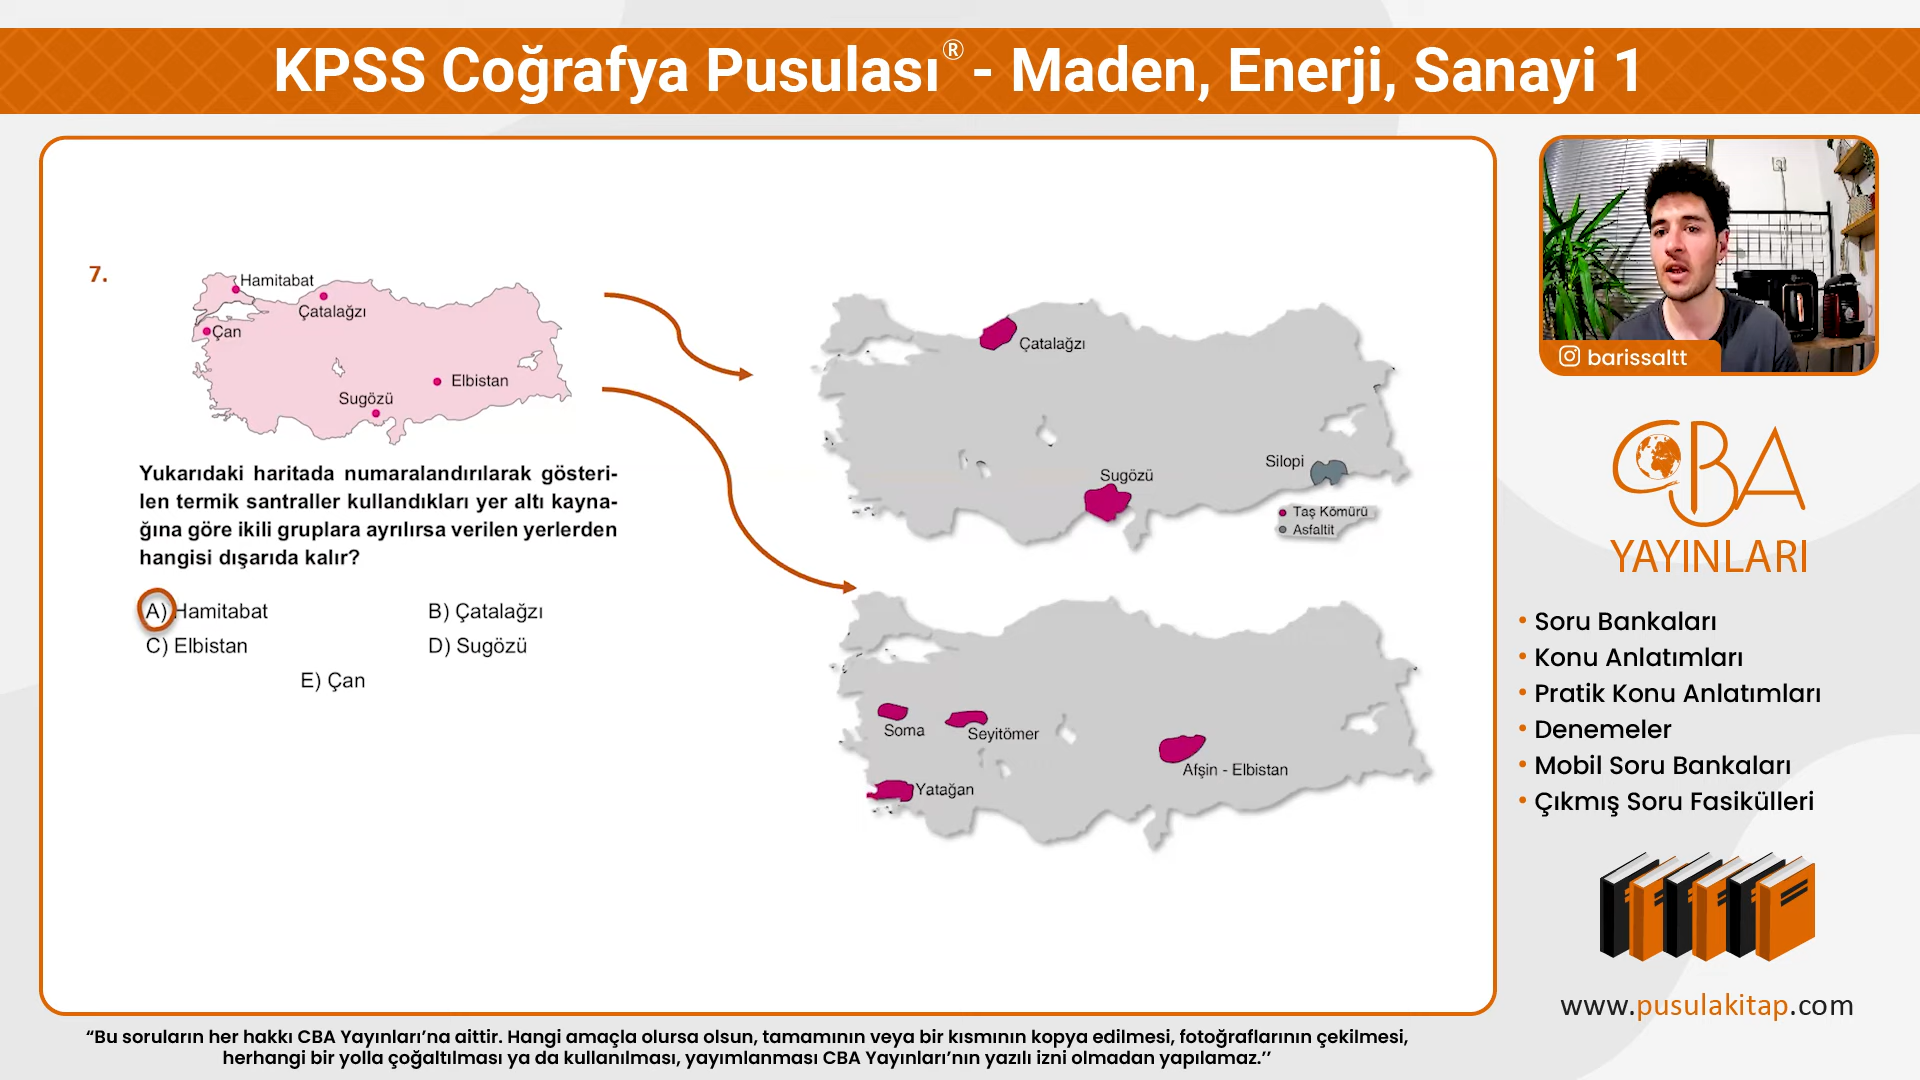 KPSS Coğrafya Pusulası® - Maden, Enerji, Sanayi 1
7.
Hamitabat
Çatalağzı
Çan
Elbistan
Sugözü
Yukarıdaki haritada numaralandırılarak gösteri-
len termik santraller kullandıkları yer altı kayna-
ğına göre ikili gruplara ayrılırsa verilen yerlerden
hangisi dışarıda kalır?
A) Hamitabat
B) Çatalağzı
C) Elbistan
D) Sugözü
E) Çan
Çatalağzı
Sugözü
Silopi
Taş Kömürü
Asfaltit
Soma
Seyitömer
Yatağan
Afşin - Elbistan
barissaltt
CBA
YAYINLARI
• Soru Bankaları
• Konu Anlatımları
• Pratik Konu Anlatımları
• Denemeler
• Mobil Soru Bankaları
• Çıkmış Soru Fasikülleri
www.pusulakitap.com
“Bu soruların her hakkı CBA Yayınları’na aittir. Hangi amaçla olursa olsun, tamamının veya bir kısmının kopya edilmesi, fotoğraflarının çekilmesi,
herhangi bir yolla çoğaltılması ya da kullanılması, yayımlanması CBA Yayınları’nın yazılı izni olmadan yapılamaz.’’